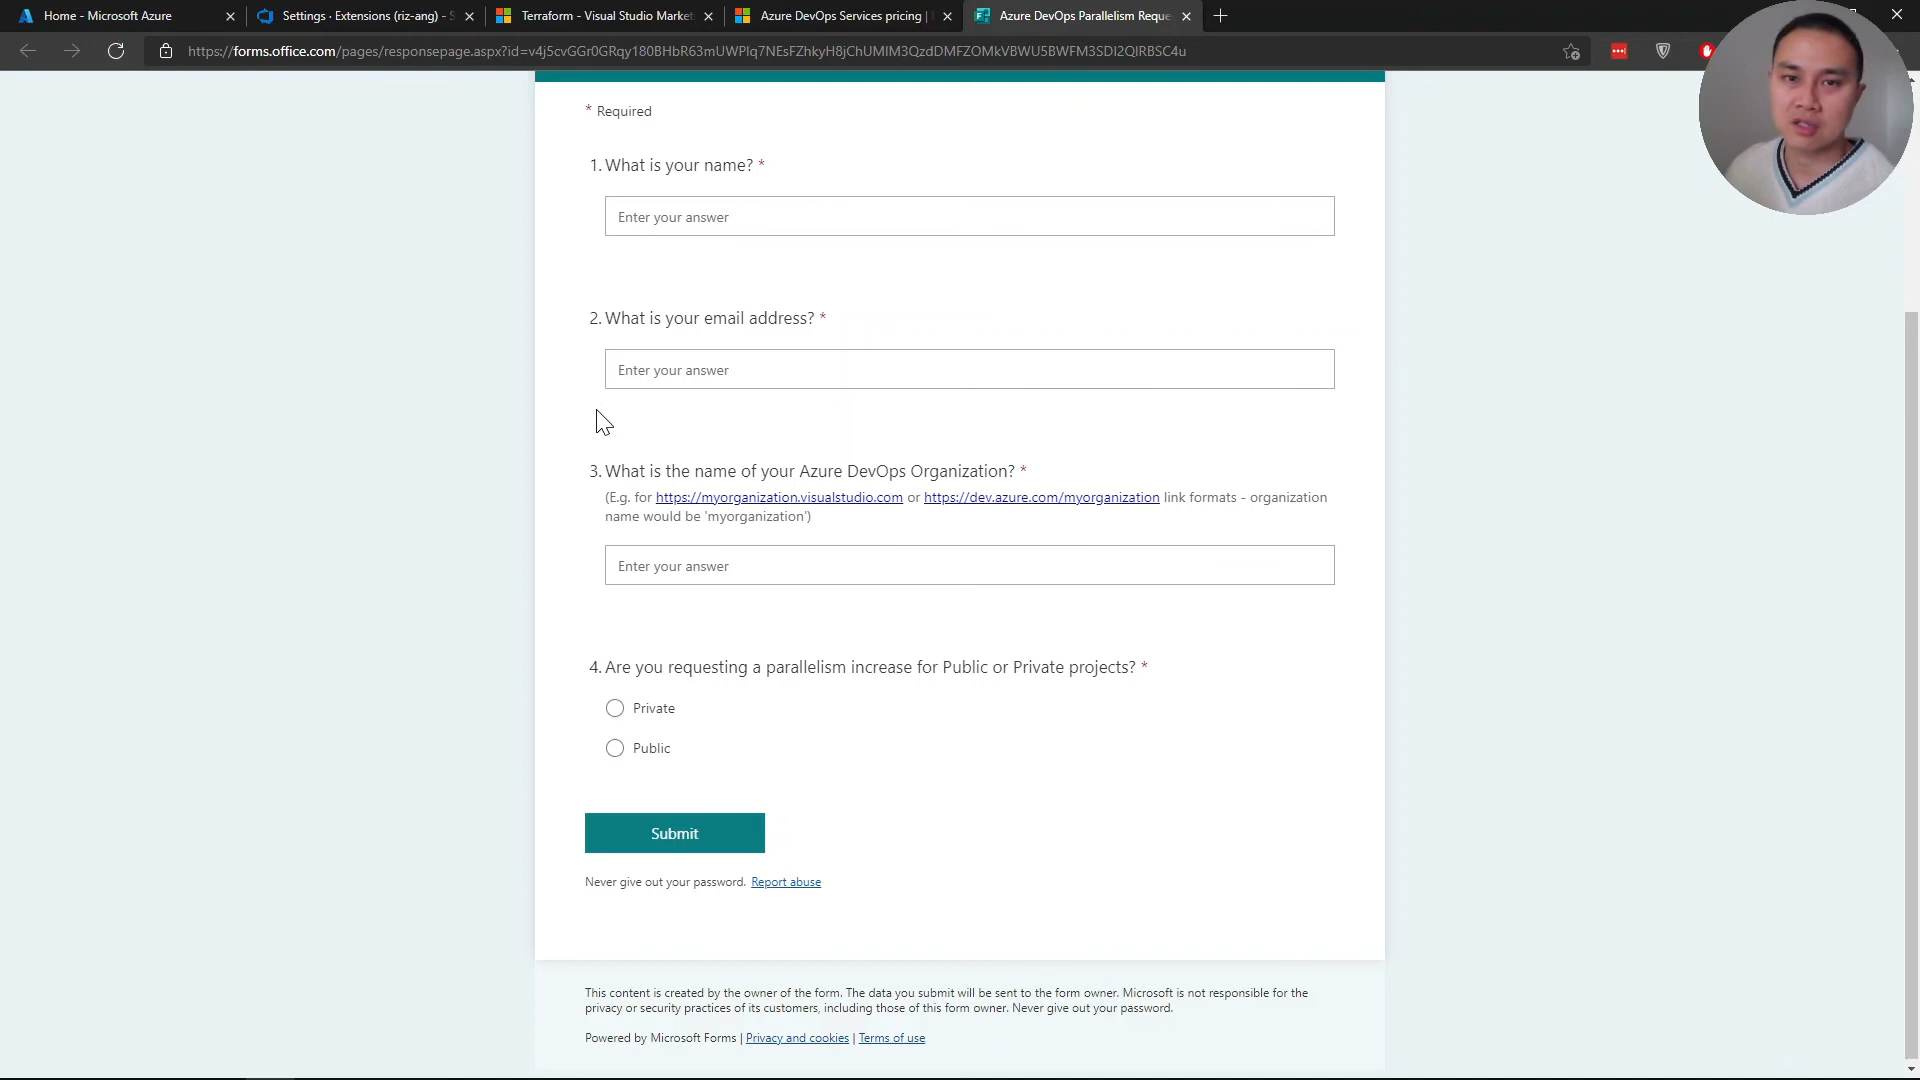 Home - Microsoft Azure
Settings · Extensions (riz-ang) - S
Terraform - Visual Studio Market
Azure DevOps Services pricing |
Azure DevOps Parallelism Reque
https://forms.office.com/pages/responsepage.aspx?id=v4j5cvGGr0GRqy180BHbR63mUWPIq7NEsFZhkyH8jChUMIM3QzdDMFZOMkVBWU5BWFM3SDI2QIRBSC4u
* Required
1. What is your name? *
Enter your answer
2. What is your email address? *
Enter your answer
3. What is the name of your Azure DevOps Organization? *
(E.g. for https://myorganization.visualstudio.com or https://dev.azure.com/myorganization link formats - organization
name would be 'myorganization')
Enter your answer
4. Are you requesting a parallelism increase for Public or Private projects? *
Private
Public
Submit
Never give out your password. Report abuse
This content is created by the owner of the form. The data you submit will be sent to the form owner. Microsoft is not responsible for the
privacy or security practices of its customers, including those of this form owner. Never give out your password.
Powered by Microsoft Forms | Privacy and cookies | Terms of use